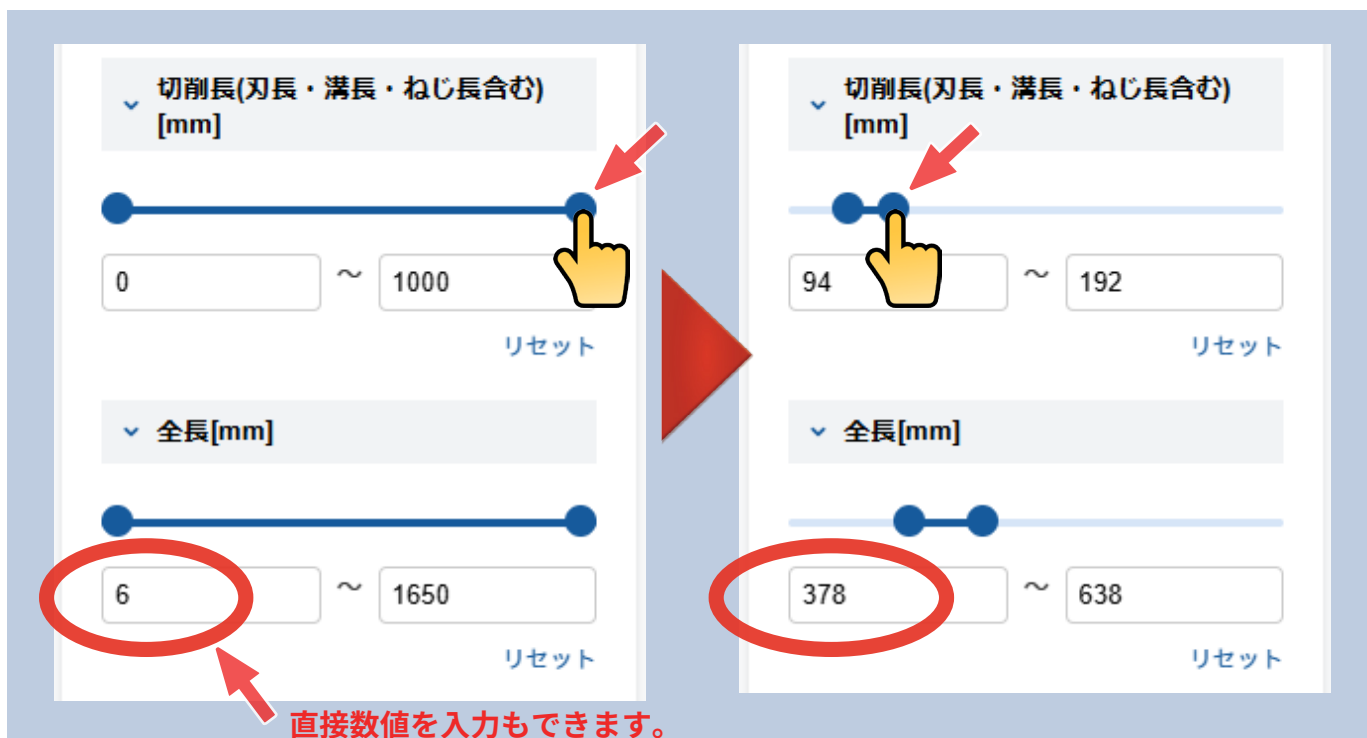 切削長(刃長・溝長・ねじ長含む)
[mm]
0 ～ 1000
リセット
全長[mm]
6 ～ 1650
リセット
直接数値を入力もできます。
切削長(刃長・溝長・ねじ長含む)
[mm]
94 ～ 192
リセット
全長[mm]
378 ～ 638
リセット